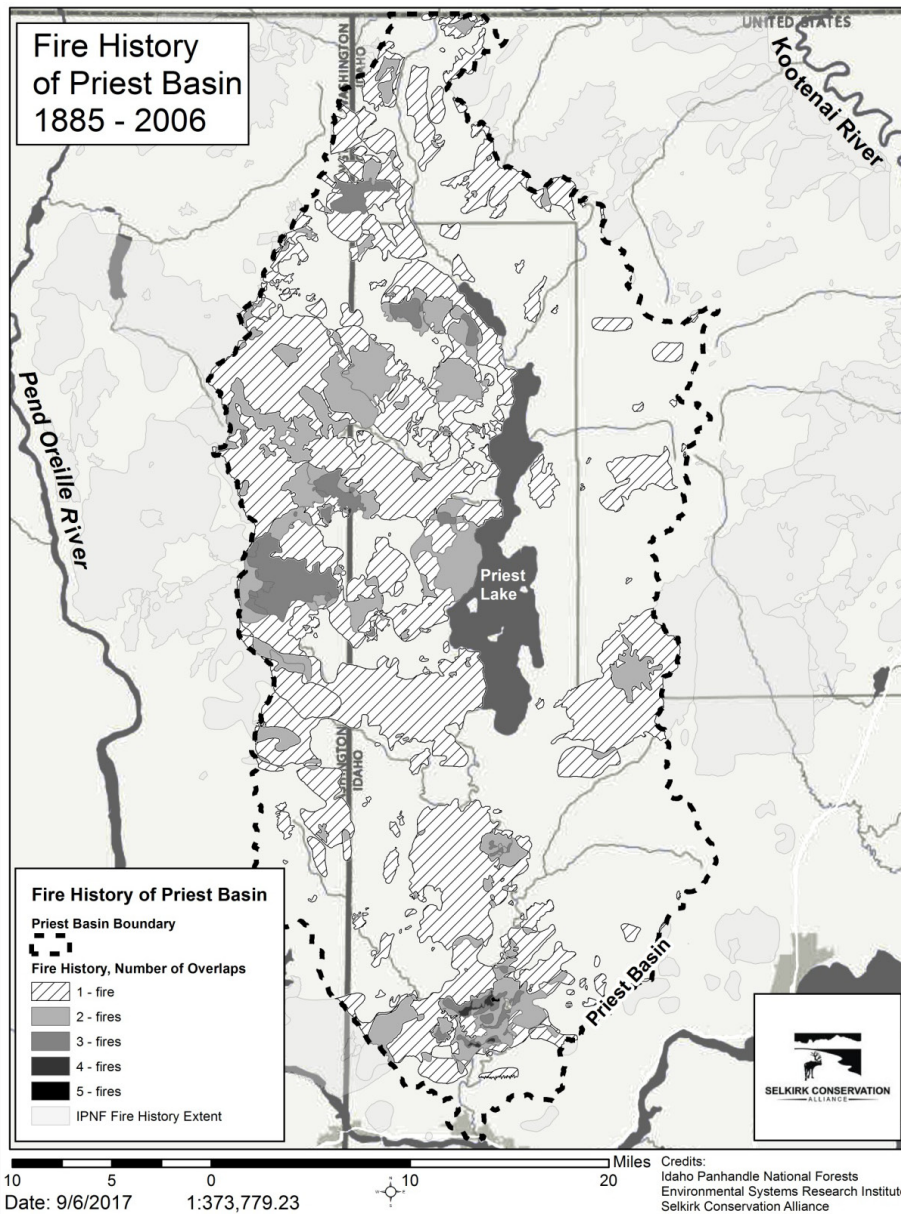 Fire History
of Priest Basin
1885 - 2006
UNITED STATES
WASHINGTON
IDAHO
Kootenai River
Pend Oreille River
Priest
Lake
IDAHO
Priest Basin
Fire History of Priest Basin
Priest Basin Boundary
Fire History, Number of Overlaps
1 - fire
2 - fires
3 - fires
4 - fires
5 - fires
IPNF Fire History Extent
SELKIRK CONSERVATION
ALLIANCE
10 5 0 10 20 Miles
Date: 9/6/2017 1:373,779.23
Credits:
Idaho Panhandle National Forests
Environmental Systems Research Institute
Selkirk Conservation Alliance